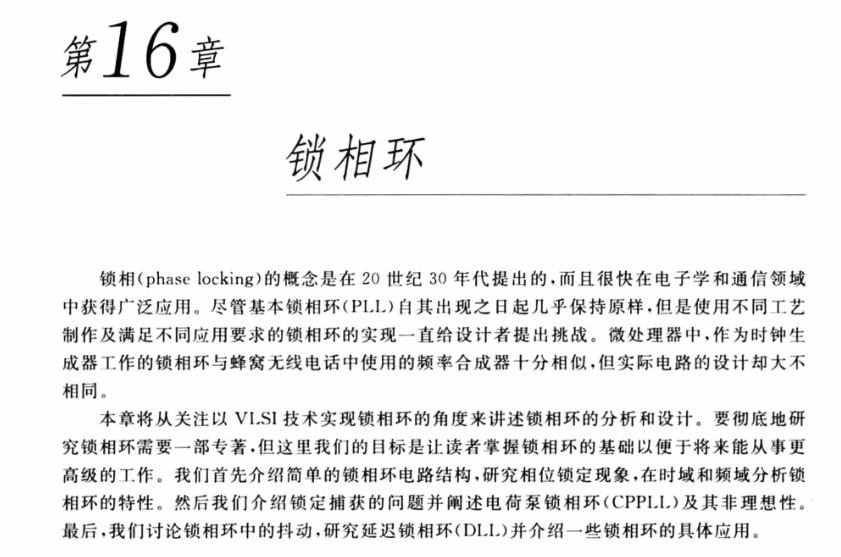 第16章
锁相环
锁相(phase locking)的概念是在 20 世纪 30 年代提出的,而且很快在电子学和通信领域
中获得广泛应用。尽管基本锁相环(PLL)自其出现之日起几乎保持原样,但是使用不同工艺
制作及满足不同应用要求的锁相环的实现一直给设计者提出挑战。微处理器中,作为时钟生
成器工作的锁相环与蜂窝无线电话中使用的频率合成器十分相似,但实际电路的设计却大不
相同。
本章将从关注以 VLSI 技术实现锁相环的角度来讲述锁相环的分析和设计。要彻底地研
究锁相环需要一部专著,但这里我们的目标是让读者掌握锁相环的基础以便于将来能从事更
高级的工作。我们首先介绍简单的锁相环电路结构,研究相位锁定现象,在时域和频域分析锁
相环的特性。然后我们介绍锁定捕获的问题并阐述电荷泵锁相环(CPPLL)及其非理想性。
最后,我们讨论锁相环中的抖动,研究延迟锁相环(DLL)并介绍一些锁相环的具体应用。